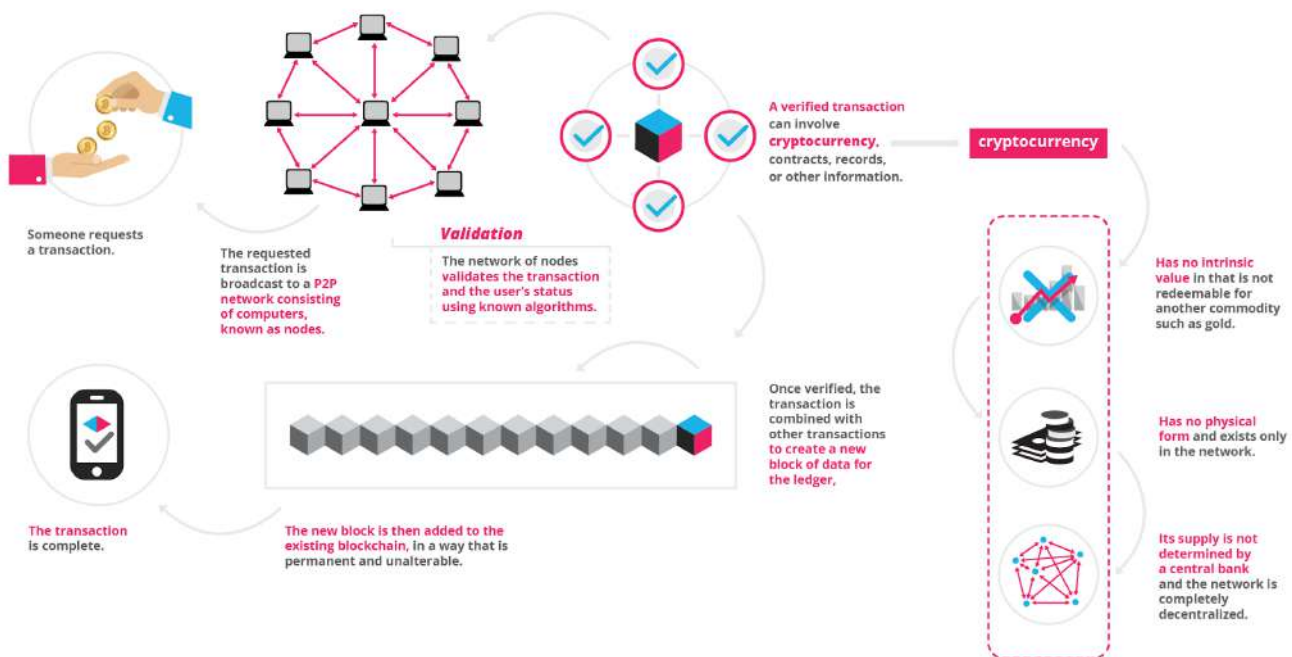 Someone requests
a transaction.
The requested
transaction is
broadcast to a P2P
network consisting
of computers,
known as nodes.
Validation
The network of nodes
validates the transaction
and the user's status
using known algorithms.
A verified transaction
can involve
cryptocurrency,
contracts, records,
or other information.
cryptocurrency
Has no intrinsic
value in that is not
redeemable for
another commodity
such as gold.
Has no physical
form and exists only
in the network.
Its supply is not
determined by
a central bank
and the network is
completely
decentralized.
Once verified, the
transaction is
combined with
other transactions
to create a new
block of data for
the ledger,
The new block is then added to the
existing blockchain, in a way that is
permanent and unalterable.
The transaction
is complete.